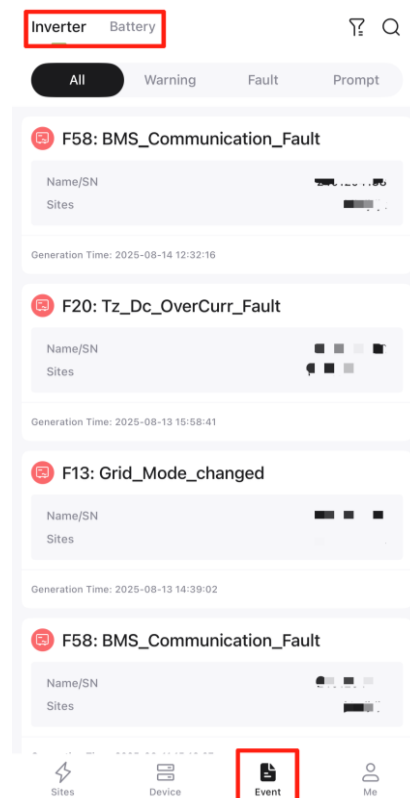 Inverter Battery
All Warning Fault Prompt
F58: BMS_Communication_Fault
Name/SN
Sites
Generation Time: 2025-08-14 12:32:16
F20: Tz_Dc_OverCurr_Fault
Name/SN
Sites
Generation Time: 2025-08-13 15:58:41
F13: Grid_Mode_changed
Name/SN
Sites
Generation Time: 2025-08-13 14:39:02
F58: BMS_Communication_Fault
Name/SN
Sites
Sites Device Event Me